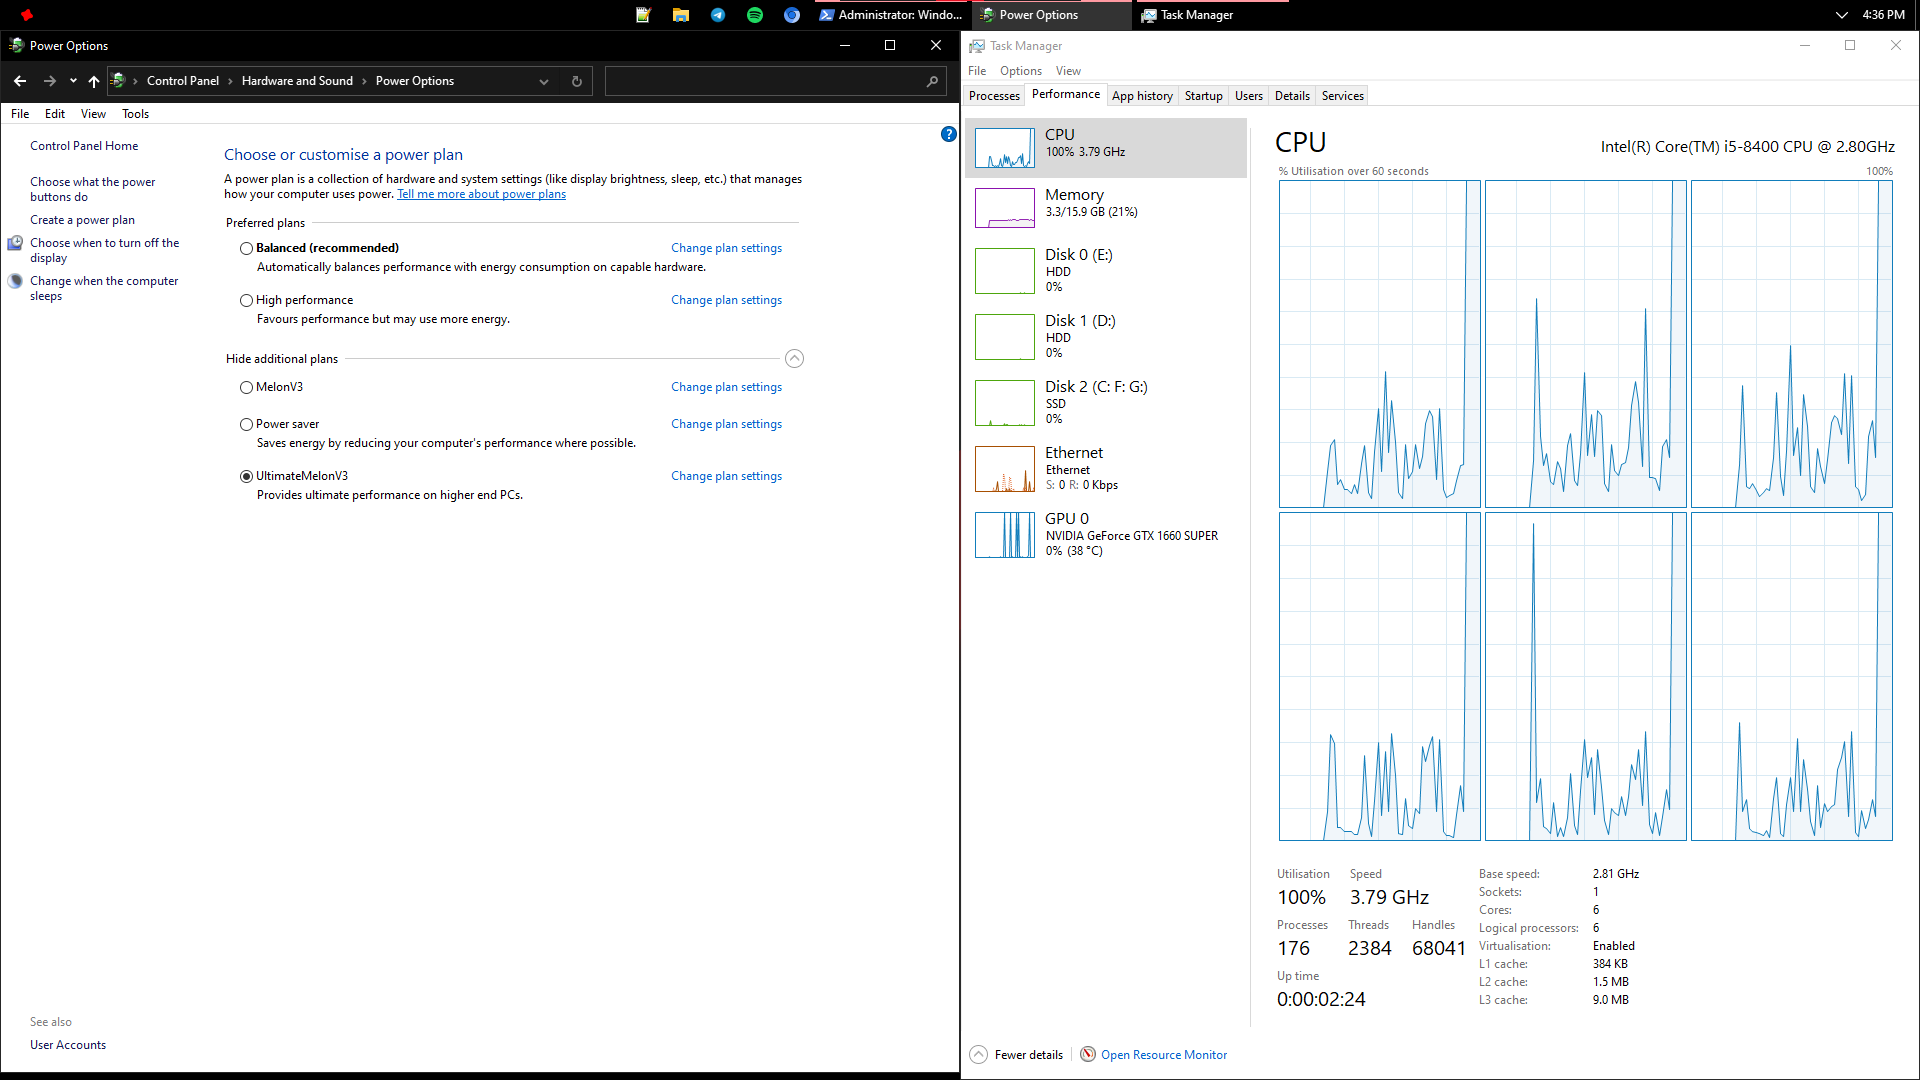 Administrator: Windo...
Power Options
Task Manager
4:36 PM
Power Options
Control Panel
Hardware and Sound
Power Options
File
Edit
View
Tools
Control Panel Home
Choose what the power
buttons do
Create a power plan
Choose when to turn off the
display
Change when the computer
sleeps
?
Choose or customise a power plan
A power plan is a collection of hardware and system settings (like display brightness, sleep, etc.) that manages
how your computer uses power. Tell me more about power plans
Preferred plans
Balanced (recommended)
Change plan settings
Automatically balances performance with energy consumption on capable hardware.
High performance
Change plan settings
Favours performance but may use more energy.
Hide additional plans
MelonV3
Change plan settings
Power saver
Change plan settings
Saves energy by reducing your computer's performance where possible.
UltimateMelonV3
Change plan settings
Provides ultimate performance on higher end PCs.
See also
User Accounts
Task Manager
File
Options
View
Processes
Performance
App history
Startup
Users
Details
Services
CPU
100% 3.79 GHz
Memory
3.3/15.9 GB (21%)
Disk 0 (E:)
HDD
0%
Disk 1 (D:)
HDD
0%
Disk 2 (C: F: G:)
SSD
0%
Ethernet
Ethernet
S: 0 R: 0 Kbps
GPU 0
NVIDIA GeForce GTX 1660 SUPER
0% (38 °C)
CPU
Intel(R) Core(TM) i5-8400 CPU @ 2.80GHz
% Utilisation over 60 seconds
100%
Utilisation
Speed
100%
3.79 GHz
Processes
Threads
Handles
176
2384
68041
Up time
0:00:02:24
Base speed:
2.81 GHz
Sockets:
1
Cores:
6
Logical processors:
6
Virtualisation:
Enabled
L1 cache:
384 KB
L2 cache:
1.5 MB
L3 cache:
9.0 MB
Fewer details
Open Resource Monitor